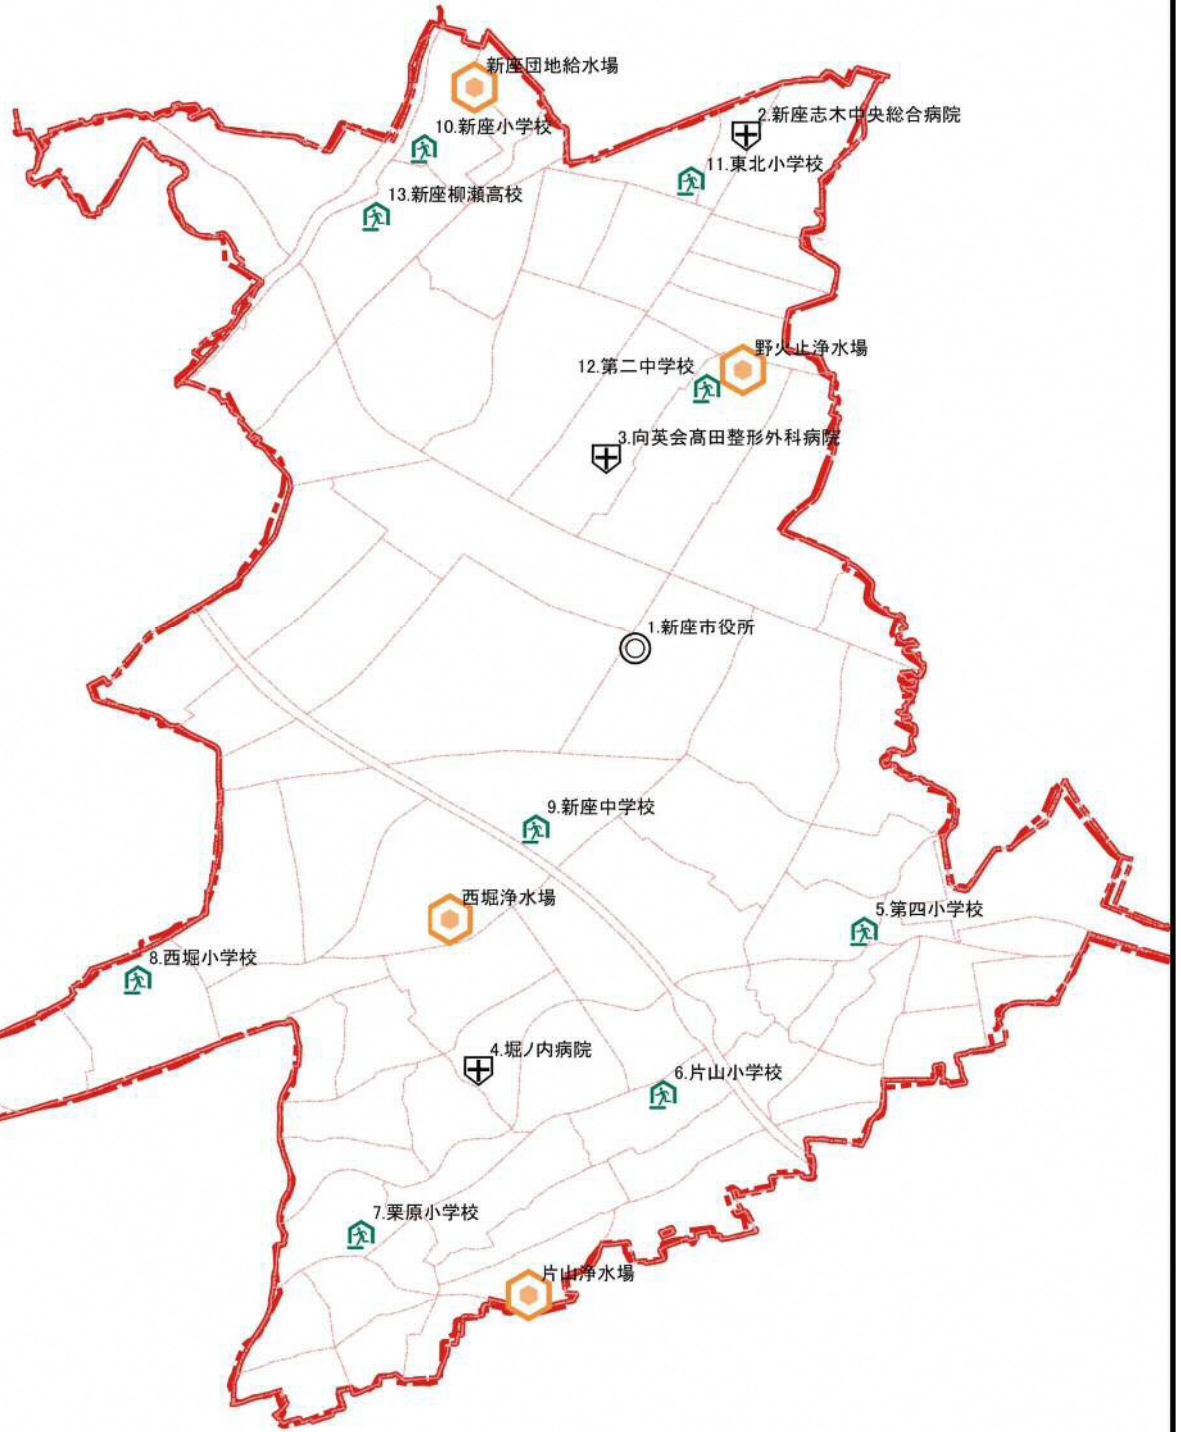 新座団地給水場
2.新座志木中央総合病院
10.新座小学校
11.東北小学校
13.新座柳瀬高校
野火止浄水場
12.第二中学校
3.向英会髙田整形外科病院
1.新座市役所
9.新座中学校
西堀浄水場
5.第四小学校
8.西堀小学校
4.堀ノ内病院
6.片山小学校
7.栗原小学校
片山浄水場